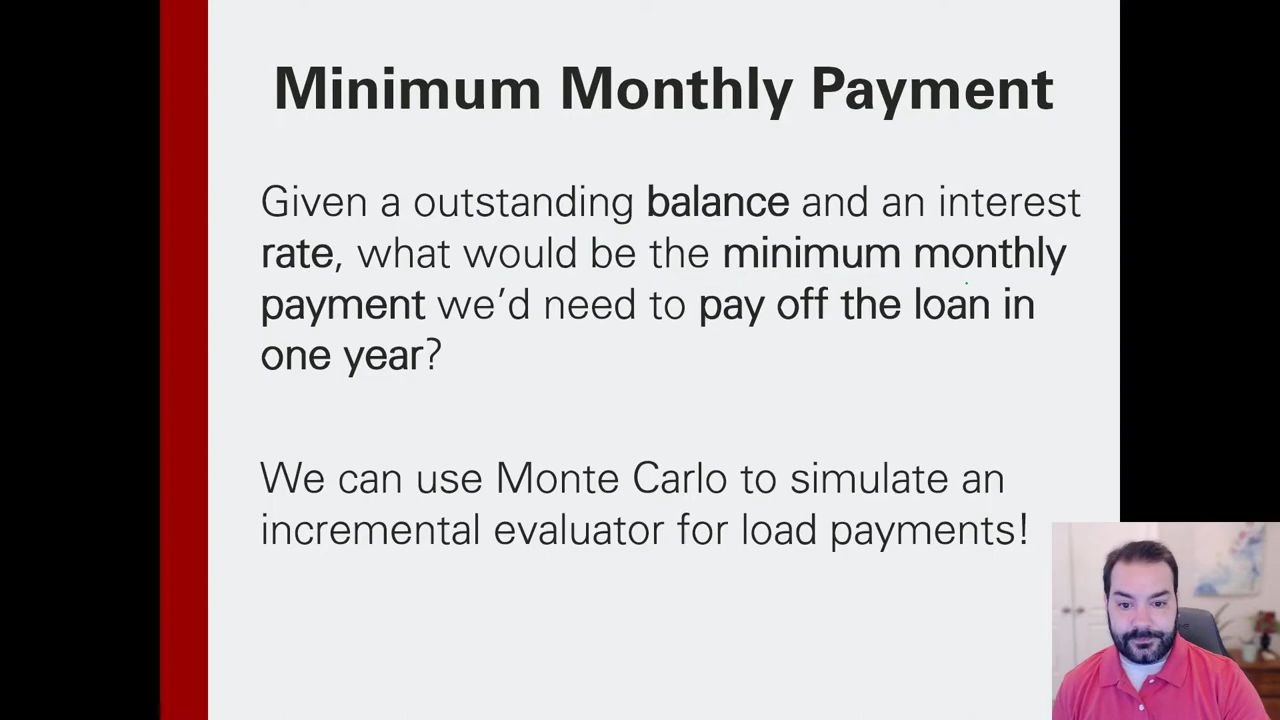 Minimum Monthly Payment
Given a outstanding balance and an interest
rate, what would be the minimum monthly
payment we’d need to pay off the loan in
one year?
We can use Monte Carlo to simulate an
incremental evaluator for load payments!